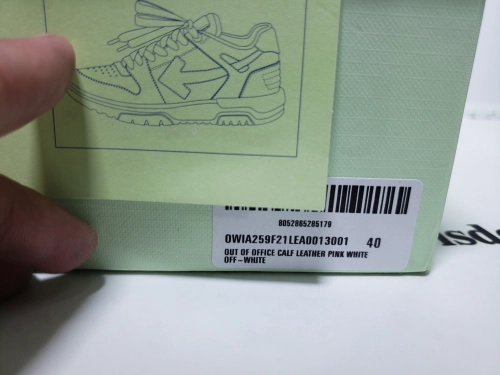 8052865285179
OWIA259F21LEA0013001 40
OUT OF OFFICE CALF LEATHER PINK WHITE
OFF-WHITE